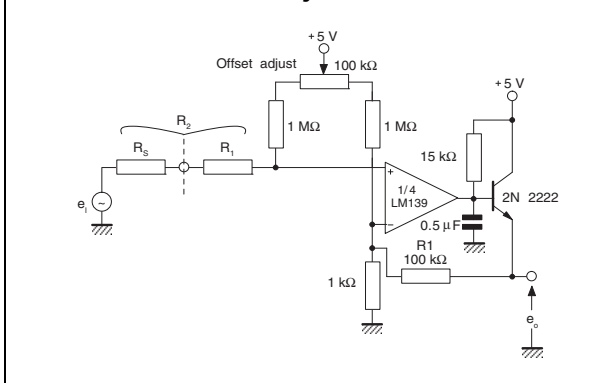 +5 V
Offset adjust
100 kΩ
+5 V
R2
1 MΩ
1 MΩ
RS
R1
15 kΩ
+
1/4
LM139
2N 2222
ei
~
0.5 µF
−
R1
100 kΩ
1 kΩ
eo